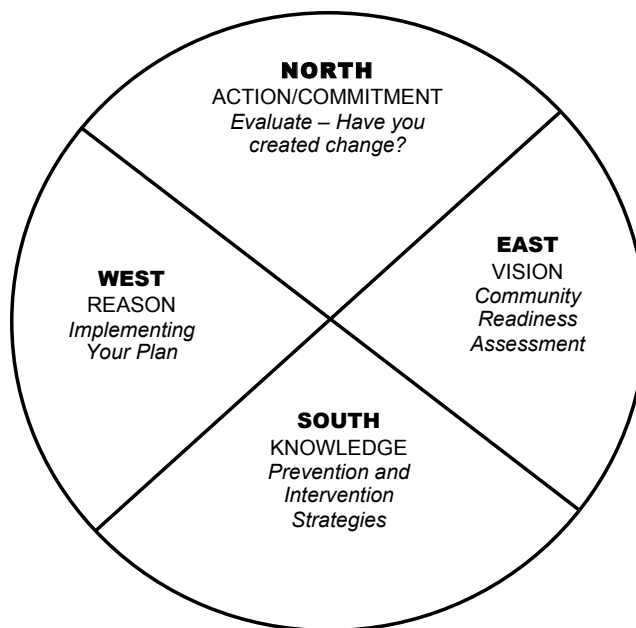 NORTH
ACTION/COMMITMENT
Evaluate – Have you
created change?
EAST
VISION
Community
Readiness
Assessment
WEST
REASON
Implementing
Your Plan
SOUTH
KNOWLEDGE
Prevention and
Intervention
Strategies